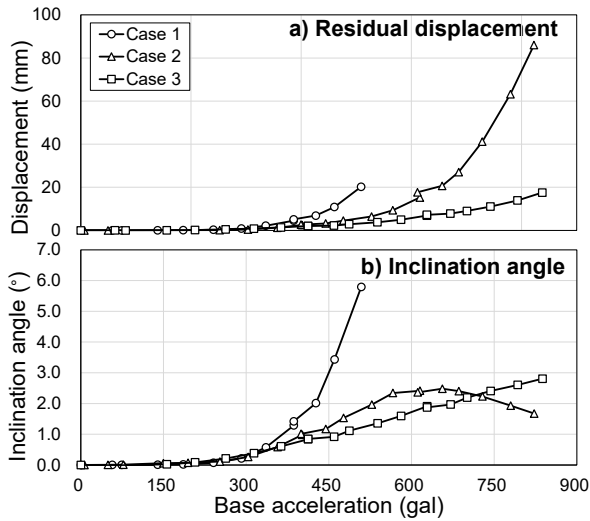 a) Residual displacement
Case 1
Case 2
Case 3
Displacement (mm)
100
80
60
40
20
0
b) Inclination angle
Inclination angle (°)
7.0
6.0
5.0
4.0
3.0
2.0
1.0
0.0
0 150 300 450 600 750 900
Base acceleration (gal)